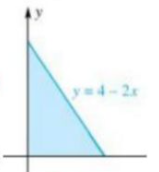 y
y = 4 – 2x